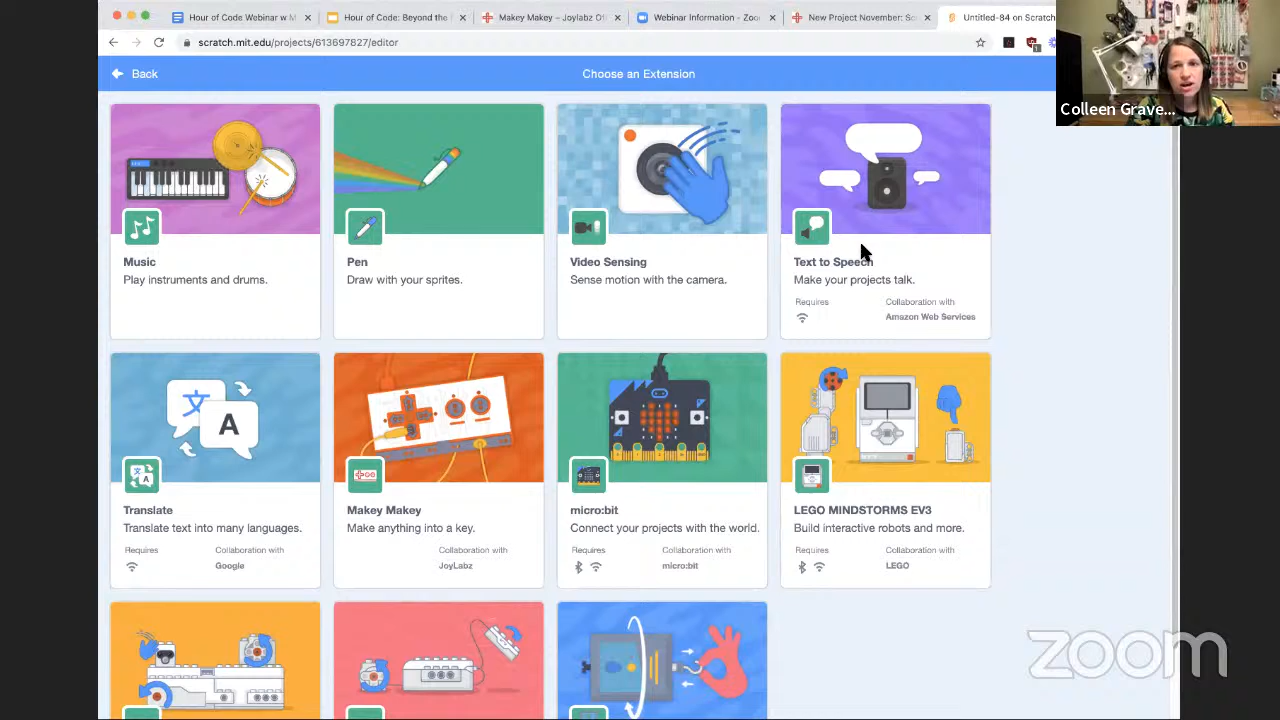 Hour of Code Webinar w M
Hour of Code: Beyond the
Makey Makey – Joylabz Of
Webinar Information - Zoo
New Project November: Sc
Untitled-84 on Scratch
scratch.mit.edu/projects/613697827/editor
Back
Choose an Extension
Colleen Grave...
Music
Play instruments and drums.
Pen
Draw with your sprites.
Video Sensing
Sense motion with the camera.
Text to Speech
Make your projects talk.
Requires
Collaboration with
Amazon Web Services
文
A
文
A
Translate
Translate text into many languages.
Requires
Collaboration with
Google
Makey Makey
Make anything into a key.
Collaboration with
JoyLabz
micro:bit
Connect your projects with the world.
Requires
Collaboration with
micro:bit
LEGO MINDSTORMS EV3
Build interactive robots and more.
Requires
Collaboration with
LEGO
zoom